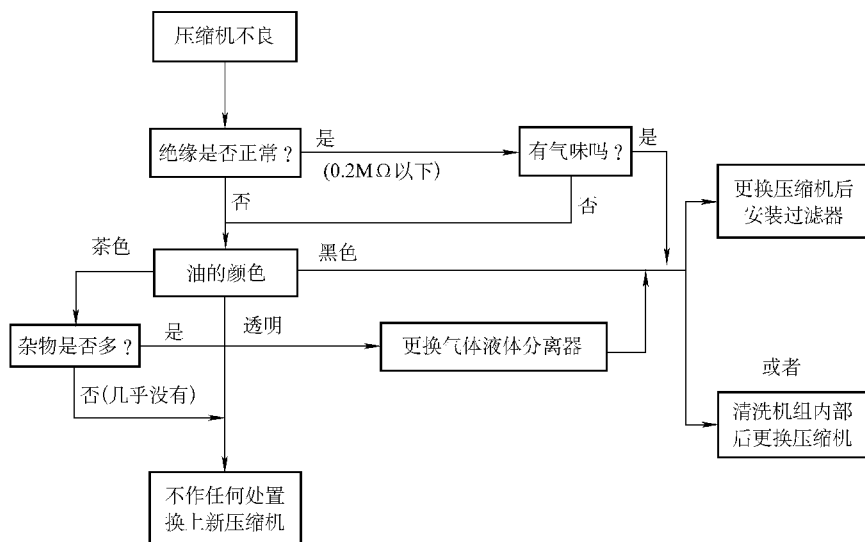 压缩机不良
绝缘是否正常?
是
(0.2MΩ以下)
有气味吗?
是
否
否
更换压缩机后
安装过滤器
茶色
油的颜色
黑色
杂物是否多?
是
透明
更换气体液体分离器
否(几乎没有)
或者
清洗机组内部
后更换压缩机
不作任何处置
换上新压缩机